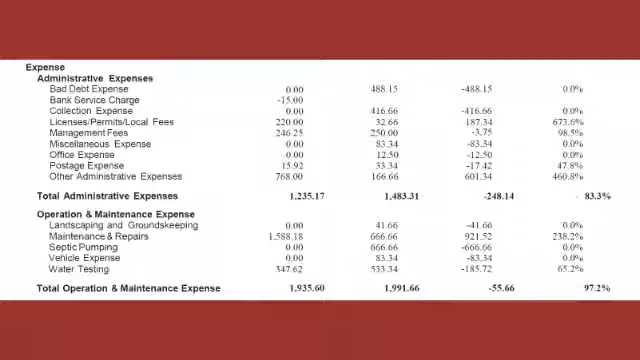 Expense
Administrative Expenses
Bad Debt Expense 0.00 488.15 -488.15 0.0%
Bank Service Charge -15.00
Collection Expense 0.00 416.66 -416.66 0.0%
Licenses/Permits/Local Fees 220.00 32.66 187.34 673.6%
Management Fees 246.25 250.00 -3.75 98.5%
Miscellaneous Expense 0.00 83.34 -83.34 0.0%
Office Expense 0.00 12.50 -12.50 0.0%
Postage Expense 15.92 33.34 -17.42 47.8%
Other Administrative Expenses 768.00 166.66 601.34 460.8%
Total Administrative Expenses 1,235.17 1,483.31 -248.14 83.3%
Operation & Maintenance Expense
Landscaping and Groundskeeping 0.00 41.66 -41.66 0.0%
Maintenance & Repairs 1,588.18 666.66 921.52 238.2%
Septic Pumping 0.00 666.66 -666.66 0.0%
Vehicle Expense 0.00 83.34 -83.34 0.0%
Water Testing 347.62 533.34 -185.72 65.2%
Total Operation & Maintenance Expense 1,935.60 1,991.66 -55.66 97.2%